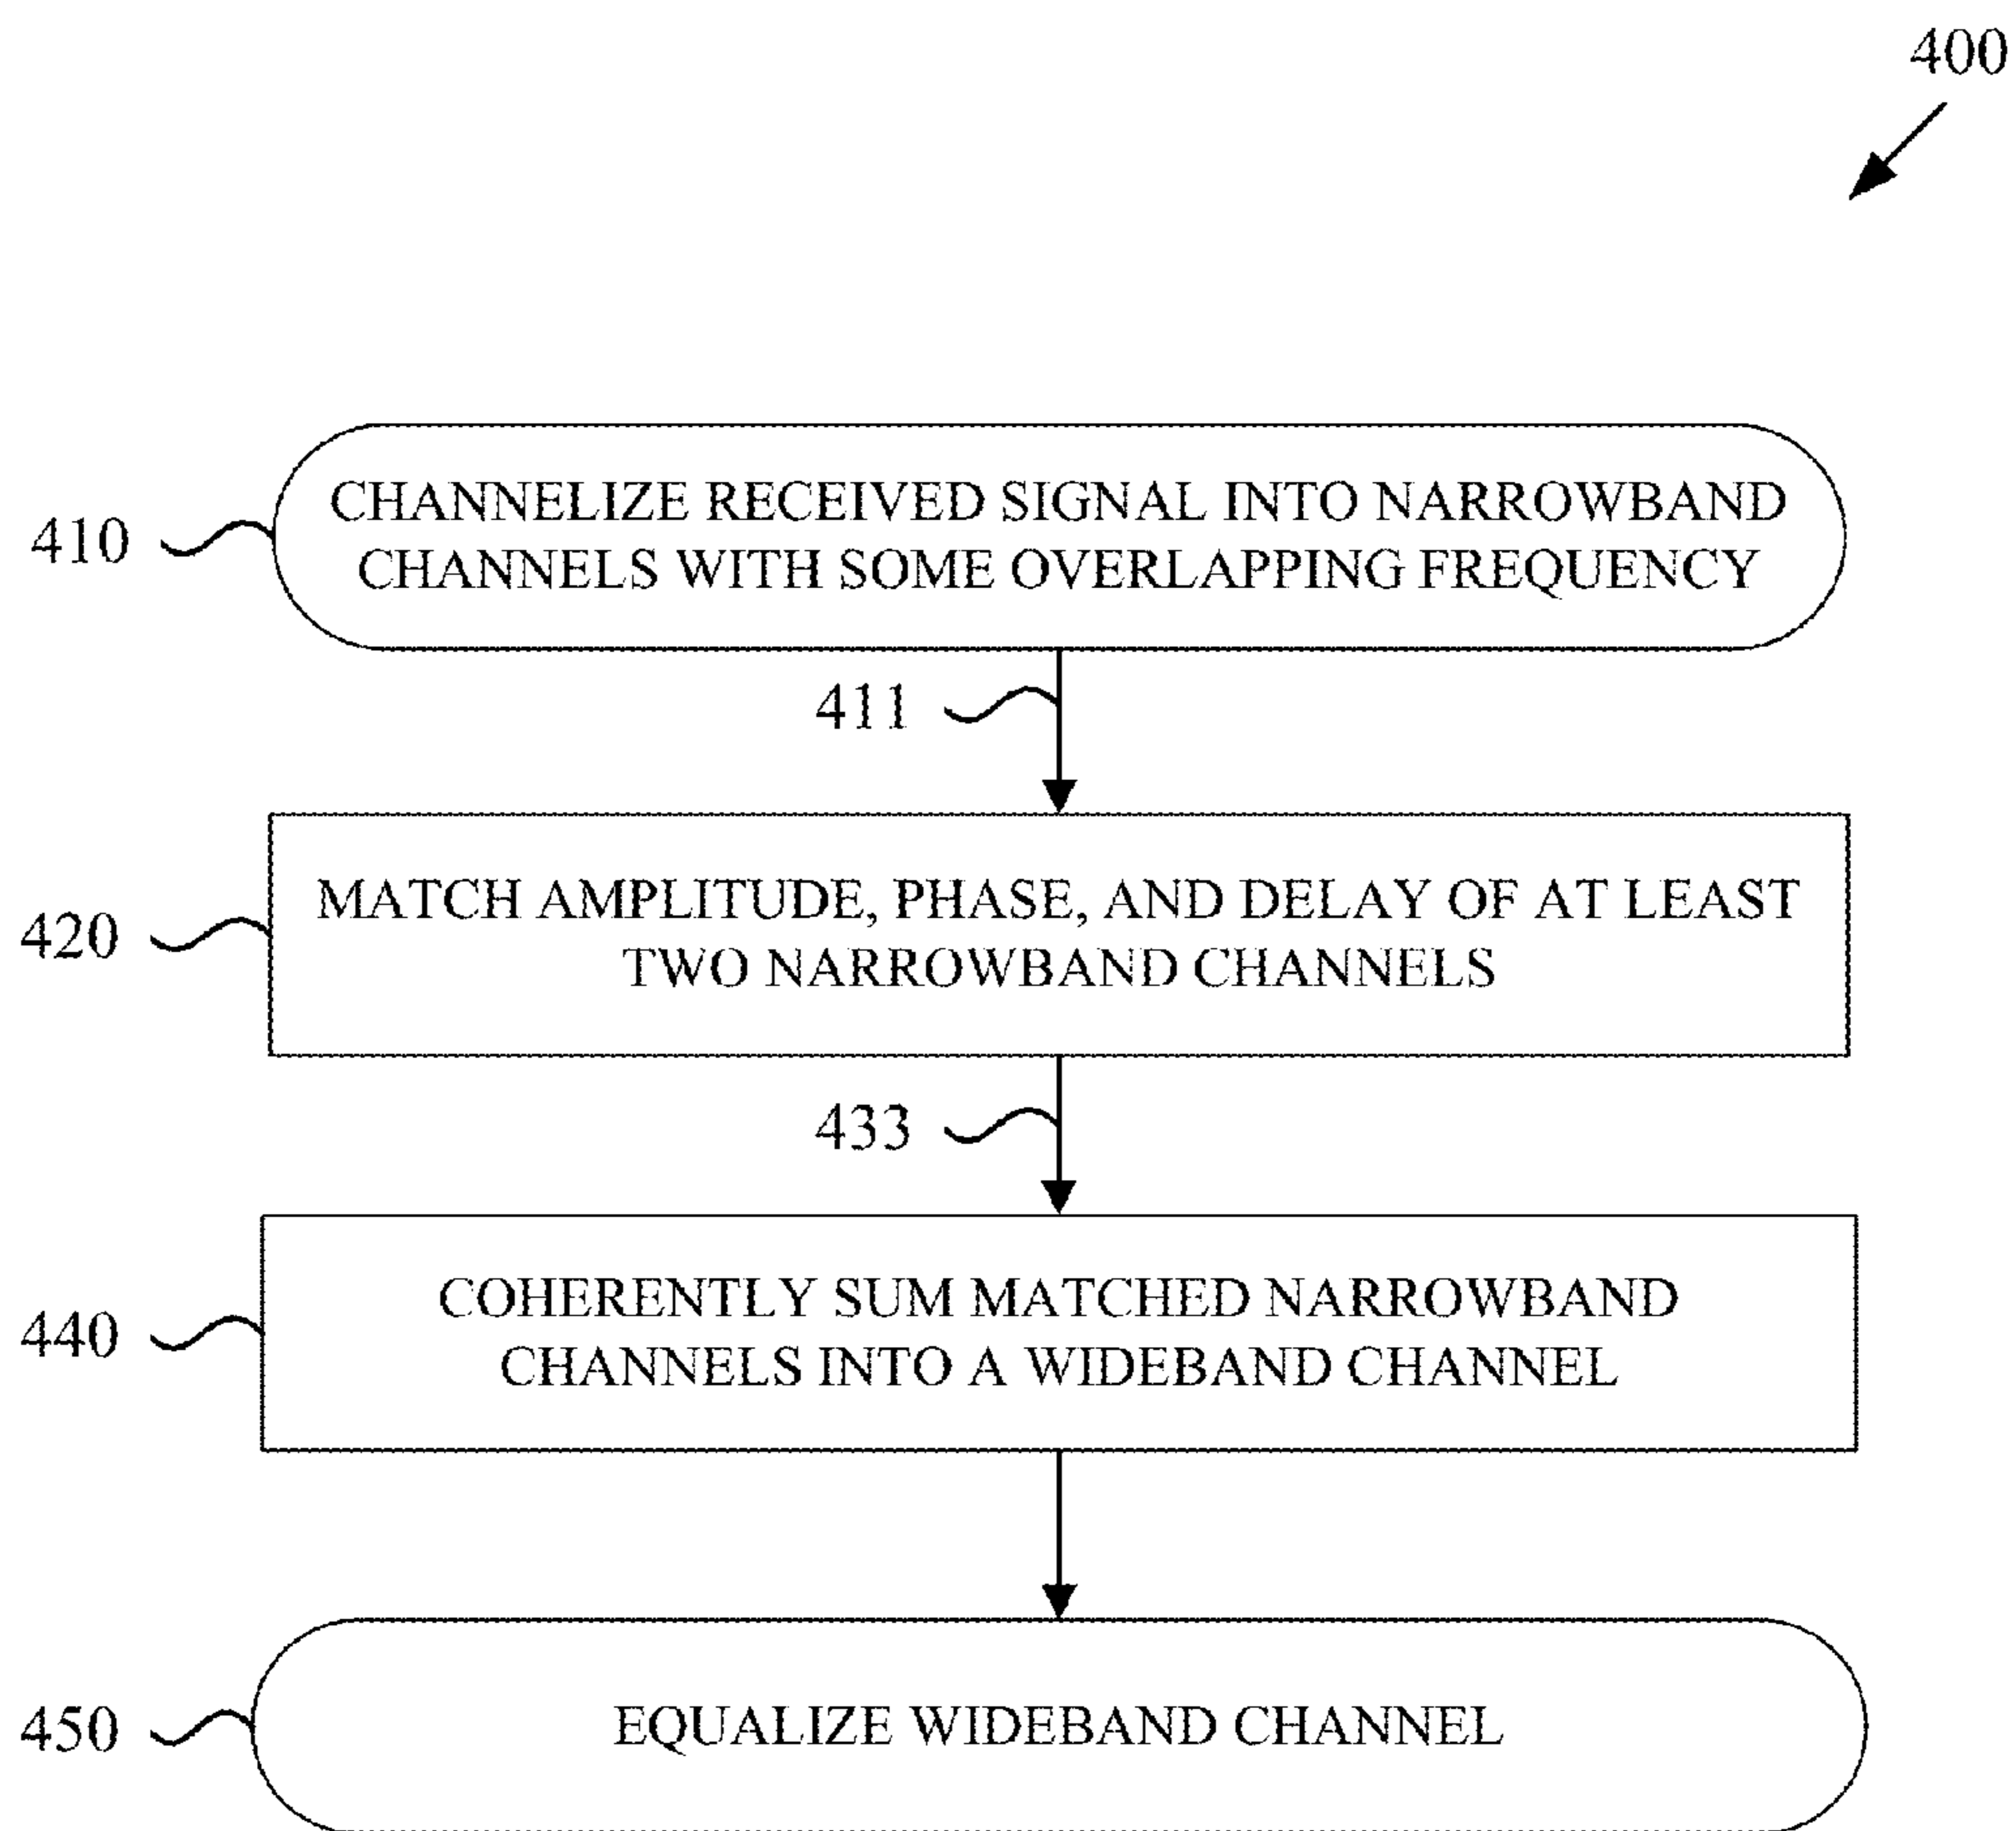 400
410
CHANNELIZE RECEIVED SIGNAL INTO NARROWBAND
CHANNELS WITH SOME OVERLAPPING FREQUENCY
411
420
MATCH AMPLITUDE, PHASE, AND DELAY OF AT LEAST
TWO NARROWBAND CHANNELS
433
440
COHERENTLY SUM MATCHED NARROWBAND
CHANNELS INTO A WIDEBAND CHANNEL
450
EQUALIZE WIDEBAND CHANNEL